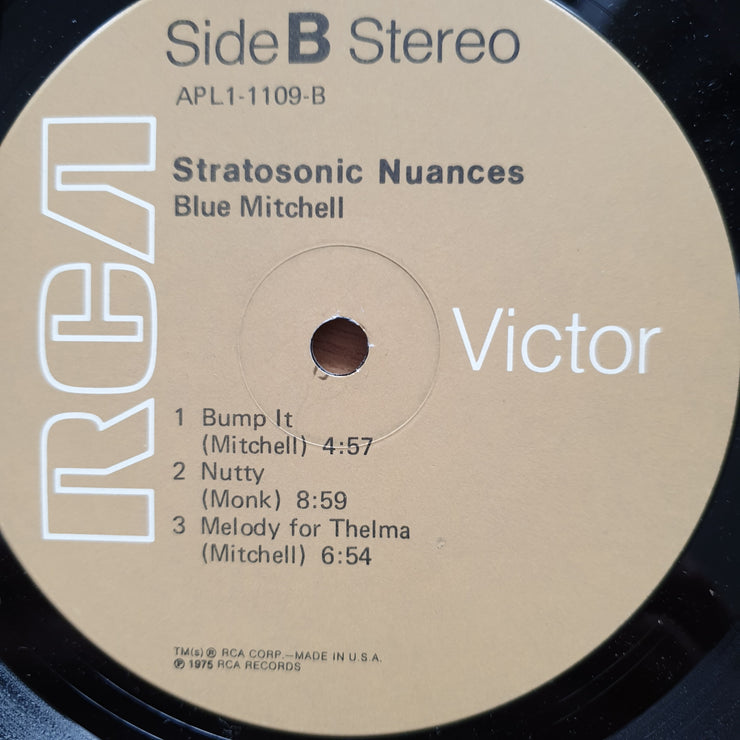 Side B Stereo
APL1-1109-B
Stratosonic Nuances
Blue Mitchell
RCA
Victor
1 Bump It
(Mitchell) 4:57
2 Nutty
(Monk) 8:59
3 Melody for Thelma
(Mitchell) 6:54
TM(s) ® RCA CORP.—MADE IN U.S.A.
℗ 1975 RCA RECORDS